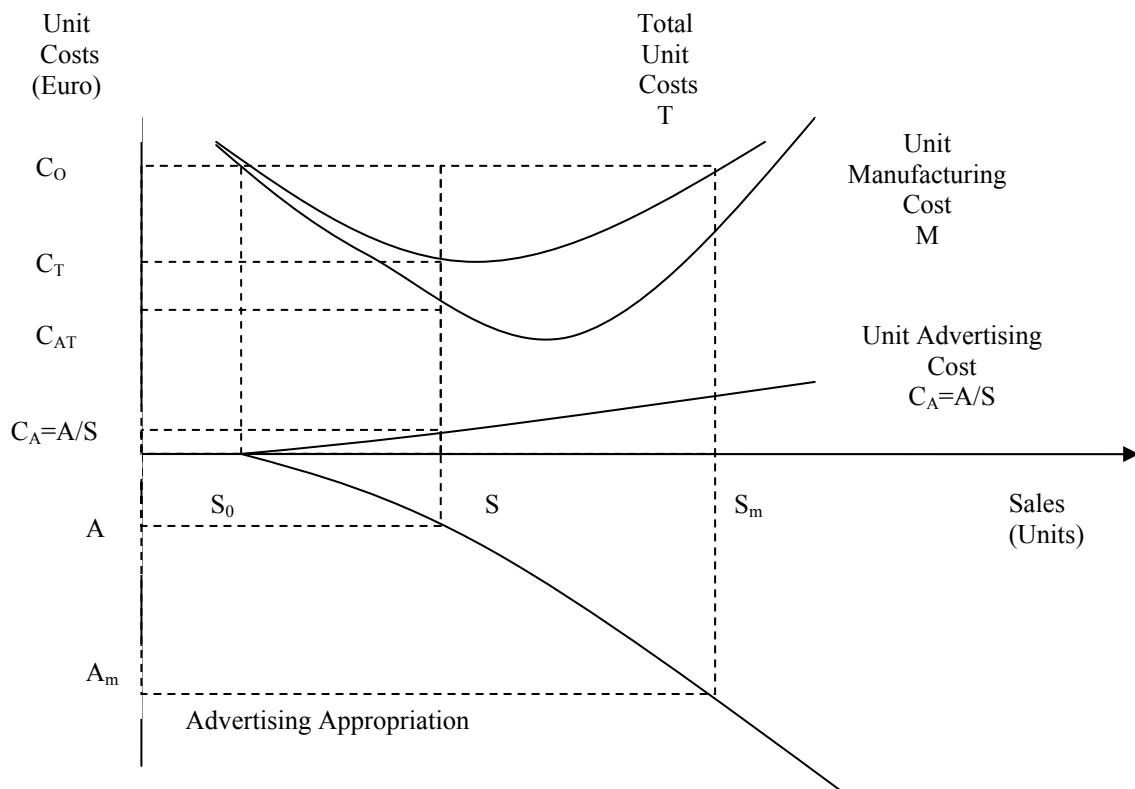 Unit
Costs
(Euro)
Total
Unit
Costs
T
C_O
Unit
Manufacturing
Cost
M
C_T
C_AT
Unit Advertising
Cost
C_A=A/S
C_A=A/S
S_0
S
S_m
Sales
(Units)
A
A_m
Advertising Appropriation